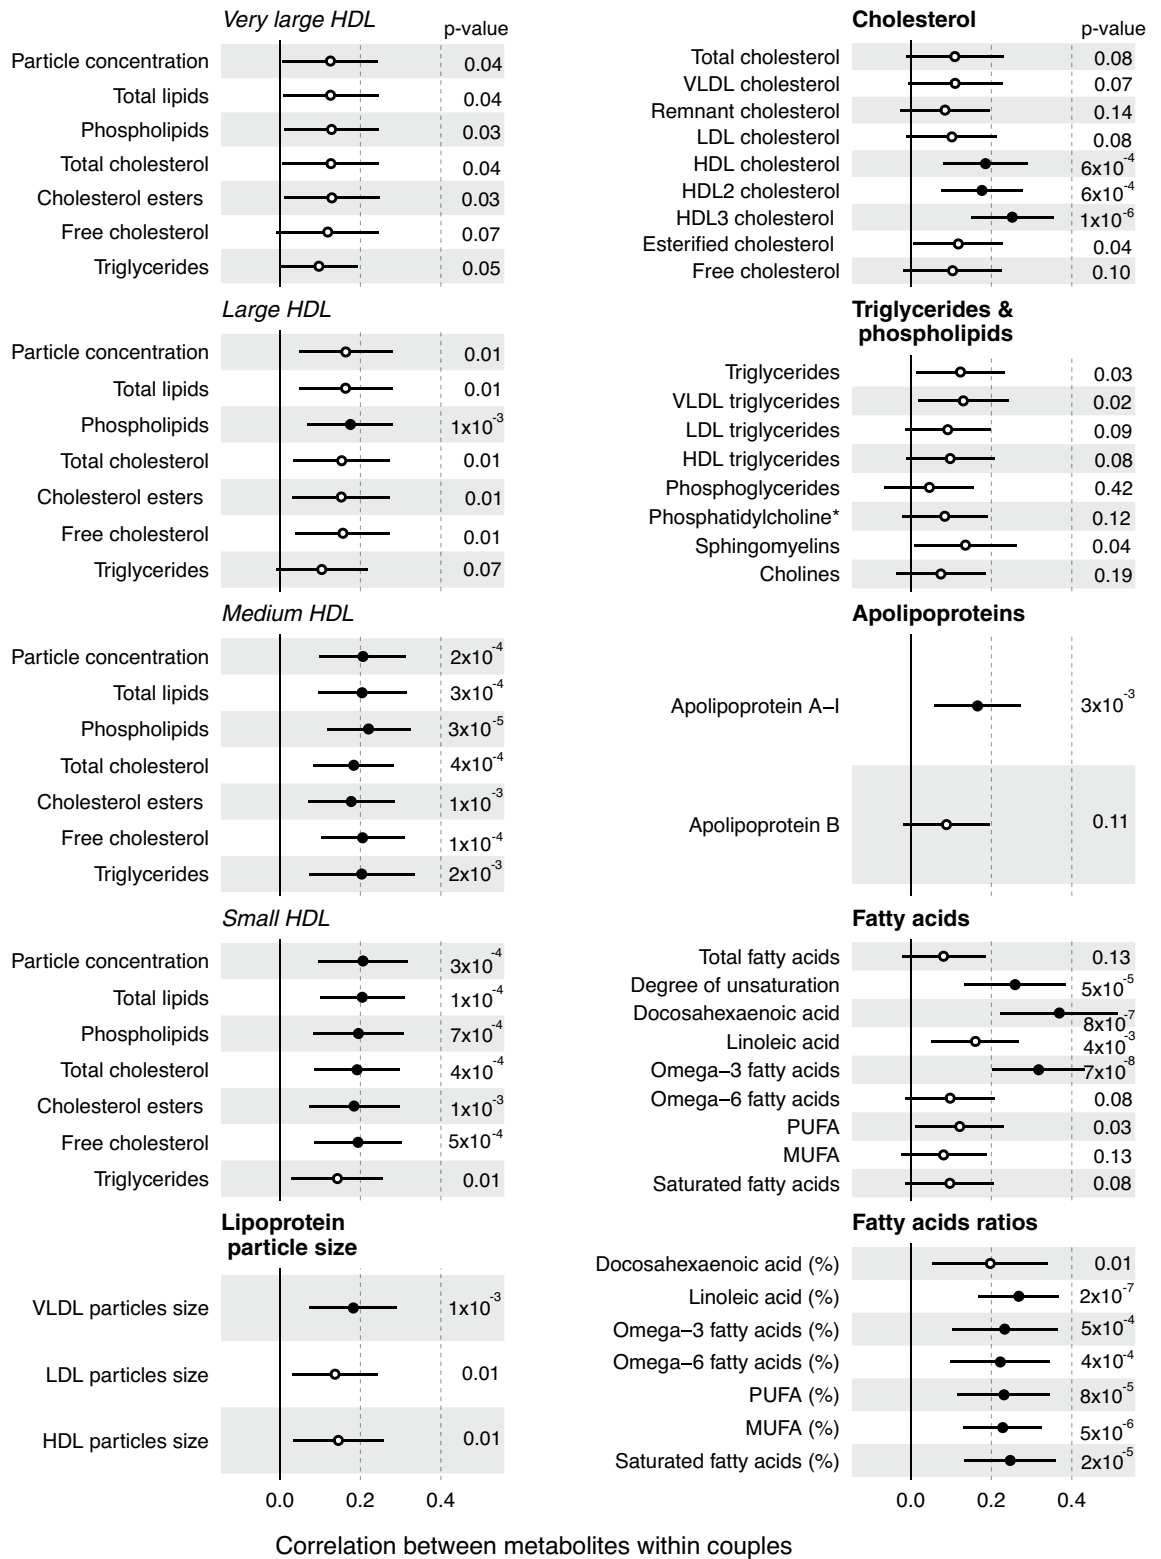 Very large HDL
p-value
Particle concentration 0.04
Total lipids 0.04
Phospholipids 0.03
Total cholesterol 0.04
Cholesterol esters 0.03
Free cholesterol 0.07
Triglycerides 0.05
Large HDL
Particle concentration 0.01
Total lipids 0.01
Phospholipids 1x10^-3
Total cholesterol 0.01
Cholesterol esters 0.01
Free cholesterol 0.01
Triglycerides 0.07
Medium HDL
Particle concentration 2x10^-4
Total lipids 3x10^-4
Phospholipids 3x10^-5
Total cholesterol 4x10^-4
Cholesterol esters 1x10^-3
Free cholesterol 1x10^-4
Triglycerides 2x10^-3
Small HDL
Particle concentration 3x10^-4
Total lipids 1x10^-4
Phospholipids 7x10^-4
Total cholesterol 4x10^-4
Cholesterol esters 1x10^-3
Free cholesterol 5x10^-4
Triglycerides 0.01
Lipoprotein
particle size
VLDL particles size 1x10^-3
LDL particles size 0.01
HDL particles size 0.01
0.0 0.2 0.4
Cholesterol
p-value
Total cholesterol 0.08
VLDL cholesterol 0.07
Remnant cholesterol 0.14
LDL cholesterol 0.08
HDL cholesterol 6x10^-4
HDL2 cholesterol 6x10^-4
HDL3 cholesterol 1x10^-6
Esterified cholesterol 0.04
Free cholesterol 0.10
Triglycerides &
phospholipids
Triglycerides 0.03
VLDL triglycerides 0.02
LDL triglycerides 0.09
HDL triglycerides 0.08
Phosphoglycerides 0.42
Phosphatidylcholine* 0.12
Sphingomyelins 0.04
Cholines 0.19
Apolipoproteins
Apolipoprotein A–I 3x10^-3
Apolipoprotein B 0.11
Fatty acids
Total fatty acids 0.13
Degree of unsaturation 5x10^-5
Docosahexaenoic acid 8x10^-7
Linoleic acid 4x10^-3
Omega–3 fatty acids 7x10^-8
Omega–6 fatty acids 0.08
PUFA 0.03
MUFA 0.13
Saturated fatty acids 0.08
Fatty acids ratios
Docosahexaenoic acid (%) 0.01
Linoleic acid (%) 2x10^-7
Omega–3 fatty acids (%) 5x10^-4
Omega–6 fatty acids (%) 4x10^-4
PUFA (%) 8x10^-5
MUFA (%) 5x10^-6
Saturated fatty acids (%) 2x10^-5
0.0 0.2 0.4
Correlation between metabolites within couples